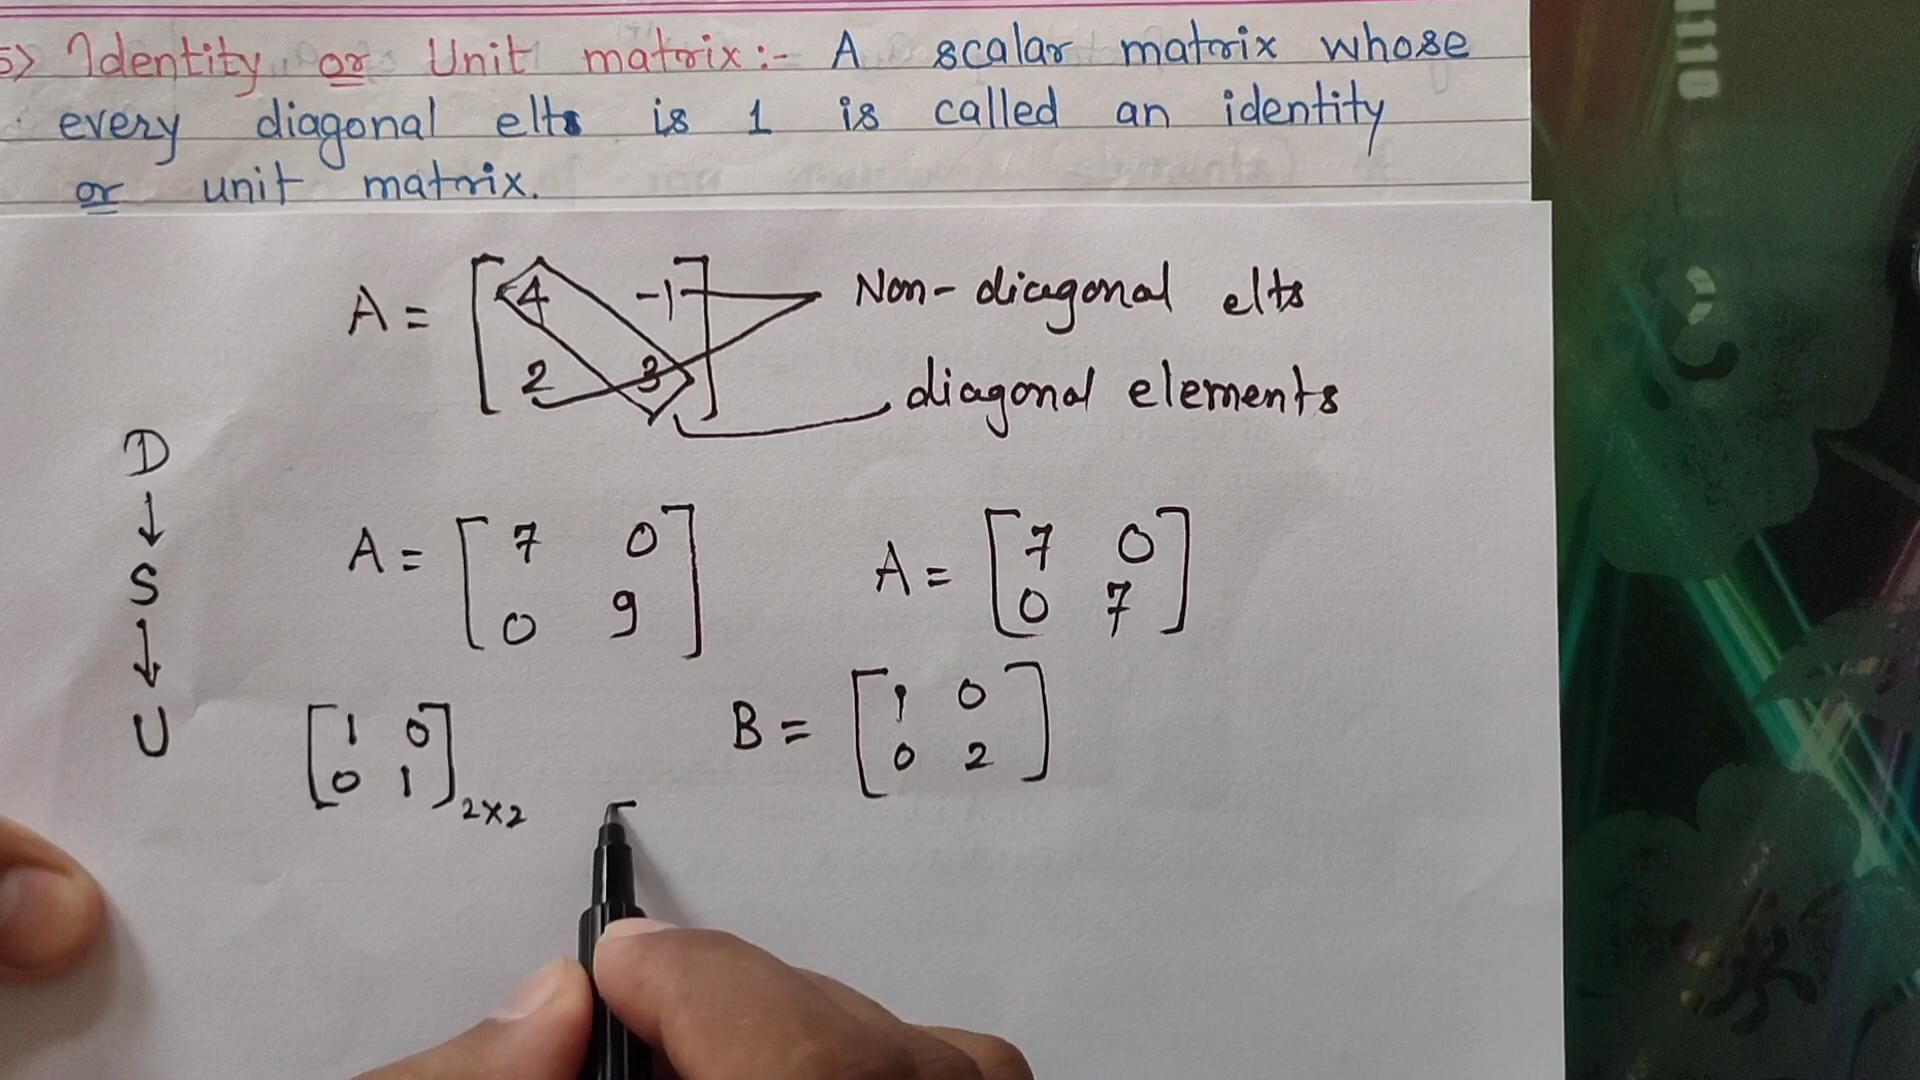 5> Identity or Unit matrix:- A scalar matrix whose
every diagonal elts is 1 is called an identity
or unit matrix.
A = [4 -1] Non-diagonal elts
[2 3] diagonal elements
D
↓
S
↓
U
A = [7 0] A = [7 0]
[0 9] [0 7]
[1 0] B = [1 0]
[0 1]2×2 [0 2]